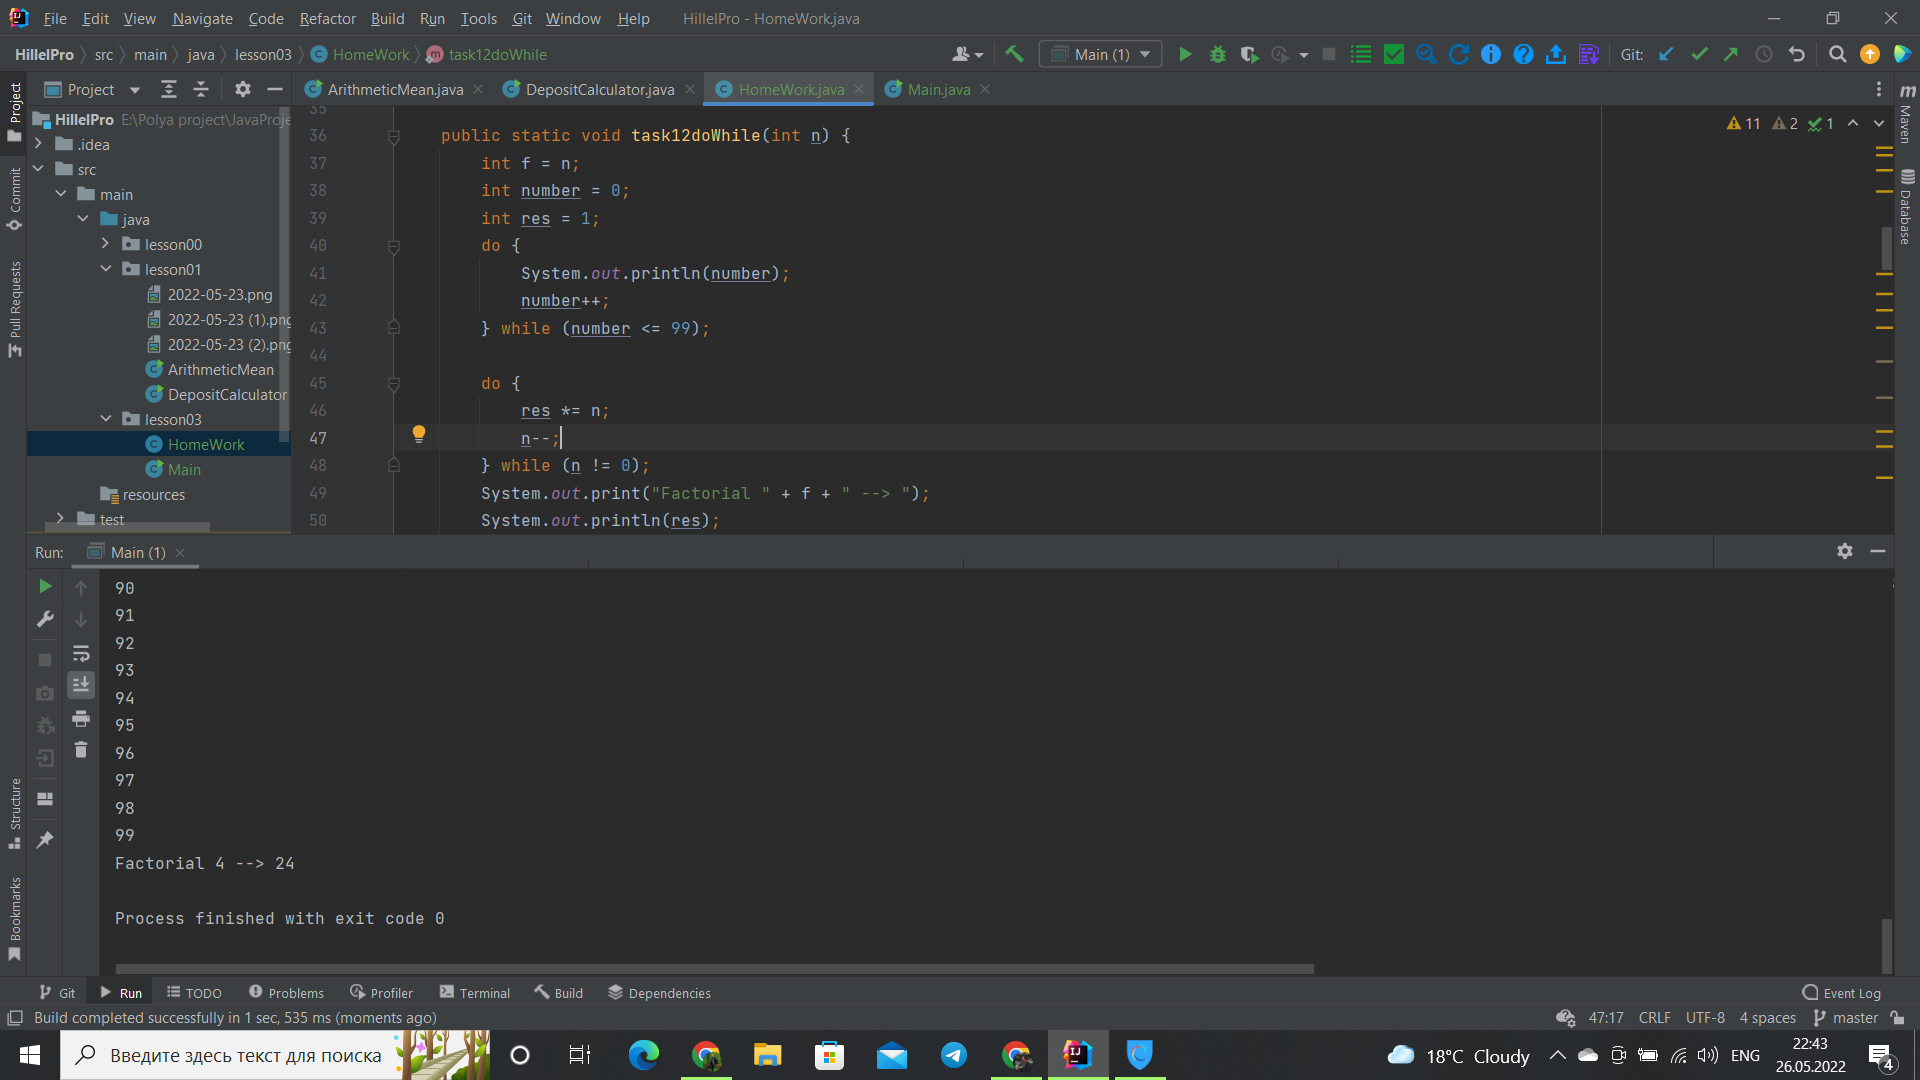 File Edit View Navigate Code Refactor Build Run Tools Git Window Help HillelPro - HomeWork.java
HillelPro src main java lesson03 HomeWork task12doWhile Main (1) Git:
Project ArithmeticMean.java DepositCalculator.java HomeWork.java Main.java
HillelPro E:\Polya project\JavaProje
.idea
src
main
java
lesson00
lesson01
2022-05-23.png
2022-05-23 (1).png
2022-05-23 (2).png
ArithmeticMean
DepositCalculator
lesson03
HomeWork
Main
resources
test
Project
Commit
Pull Requests
Structure
Bookmarks
35
36 public static void task12doWhile(int n) {
37 int f = n;
38 int number = 0;
39 int res = 1;
40 do {
41 System.out.println(number);
42 number++;
43 } while (number <= 99);
44
45 do {
46 res *= n;
47 n--;
48 } while (n != 0);
49 System.out.print("Factorial " + f + " --> ");
50 System.out.println(res);
11 2 1
m
Maven
Database
Run: Main (1)
90
91
92
93
94
95
96
97
98
99
Factorial 4 --> 24
Process finished with exit code 0
Git Run TODO Problems Profiler Terminal Build Dependencies Event Log
Build completed successfully in 1 sec, 535 ms (moments ago) 47:17 CRLF UTF-8 4 spaces master
Введите здесь текст для поиска 18°C Cloudy ENG 22:43
26.05.2022 4